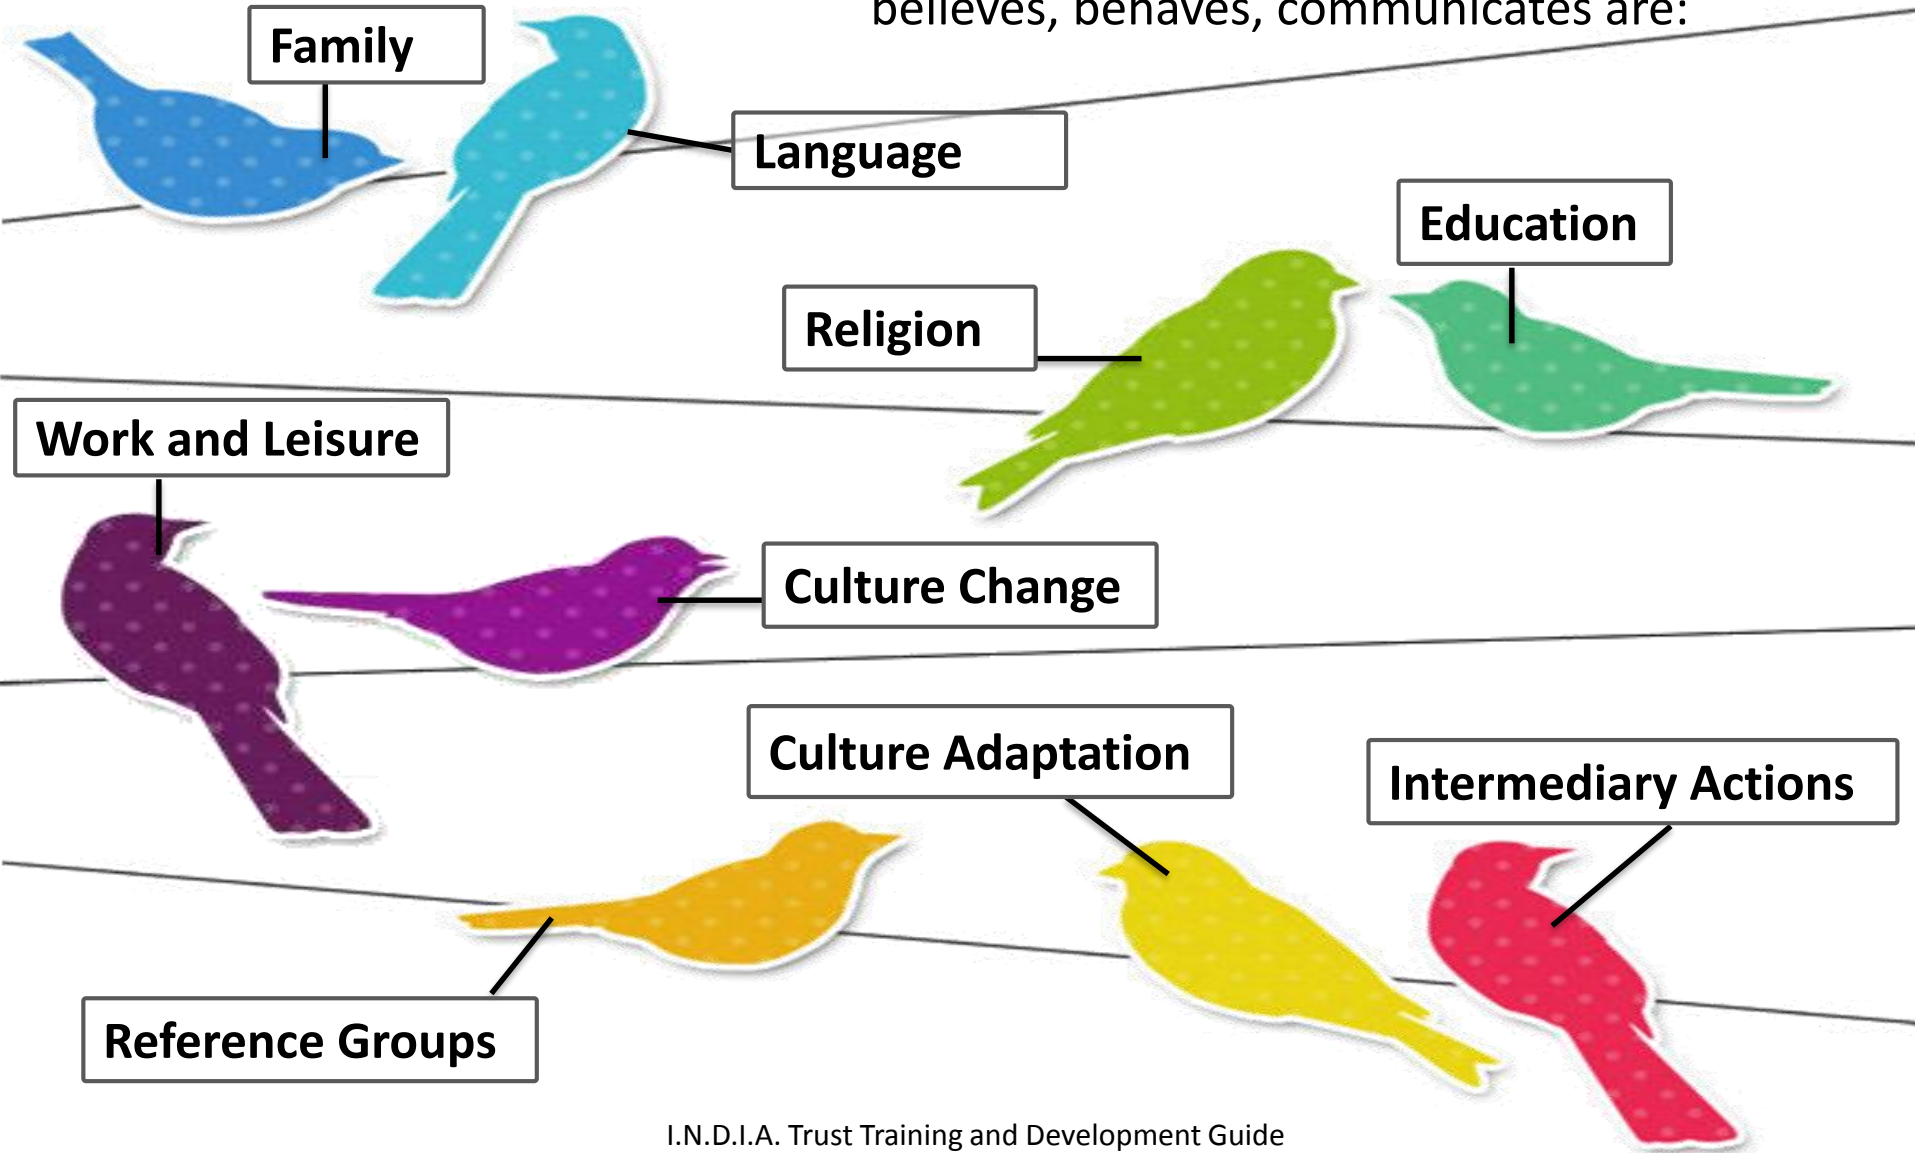 believes, behaves, communicates are:
Family
Language
Education
Religion
Work and Leisure
Culture Change
Culture Adaptation
Intermediary Actions
Reference Groups
I.N.D.I.A. Trust Training and Development Guide